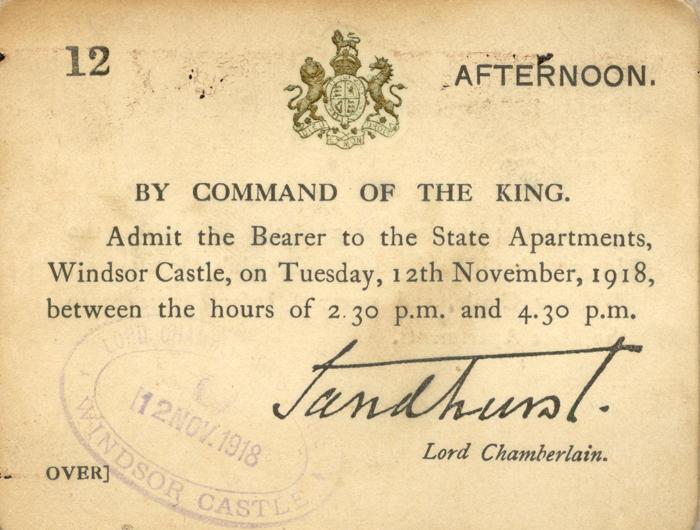 12
AFTERNOON.
BY COMMAND OF THE KING.
Admit the Bearer to the State Apartments,
Windsor Castle, on Tuesday, 12th November, 1918,
between the hours of 2.30 p.m. and 4.30 p.m.
Sandhurst.
Lord Chamberlain.
LORD CHAM
12 NOV. 1918
WINDSOR CASTLE
OVER]